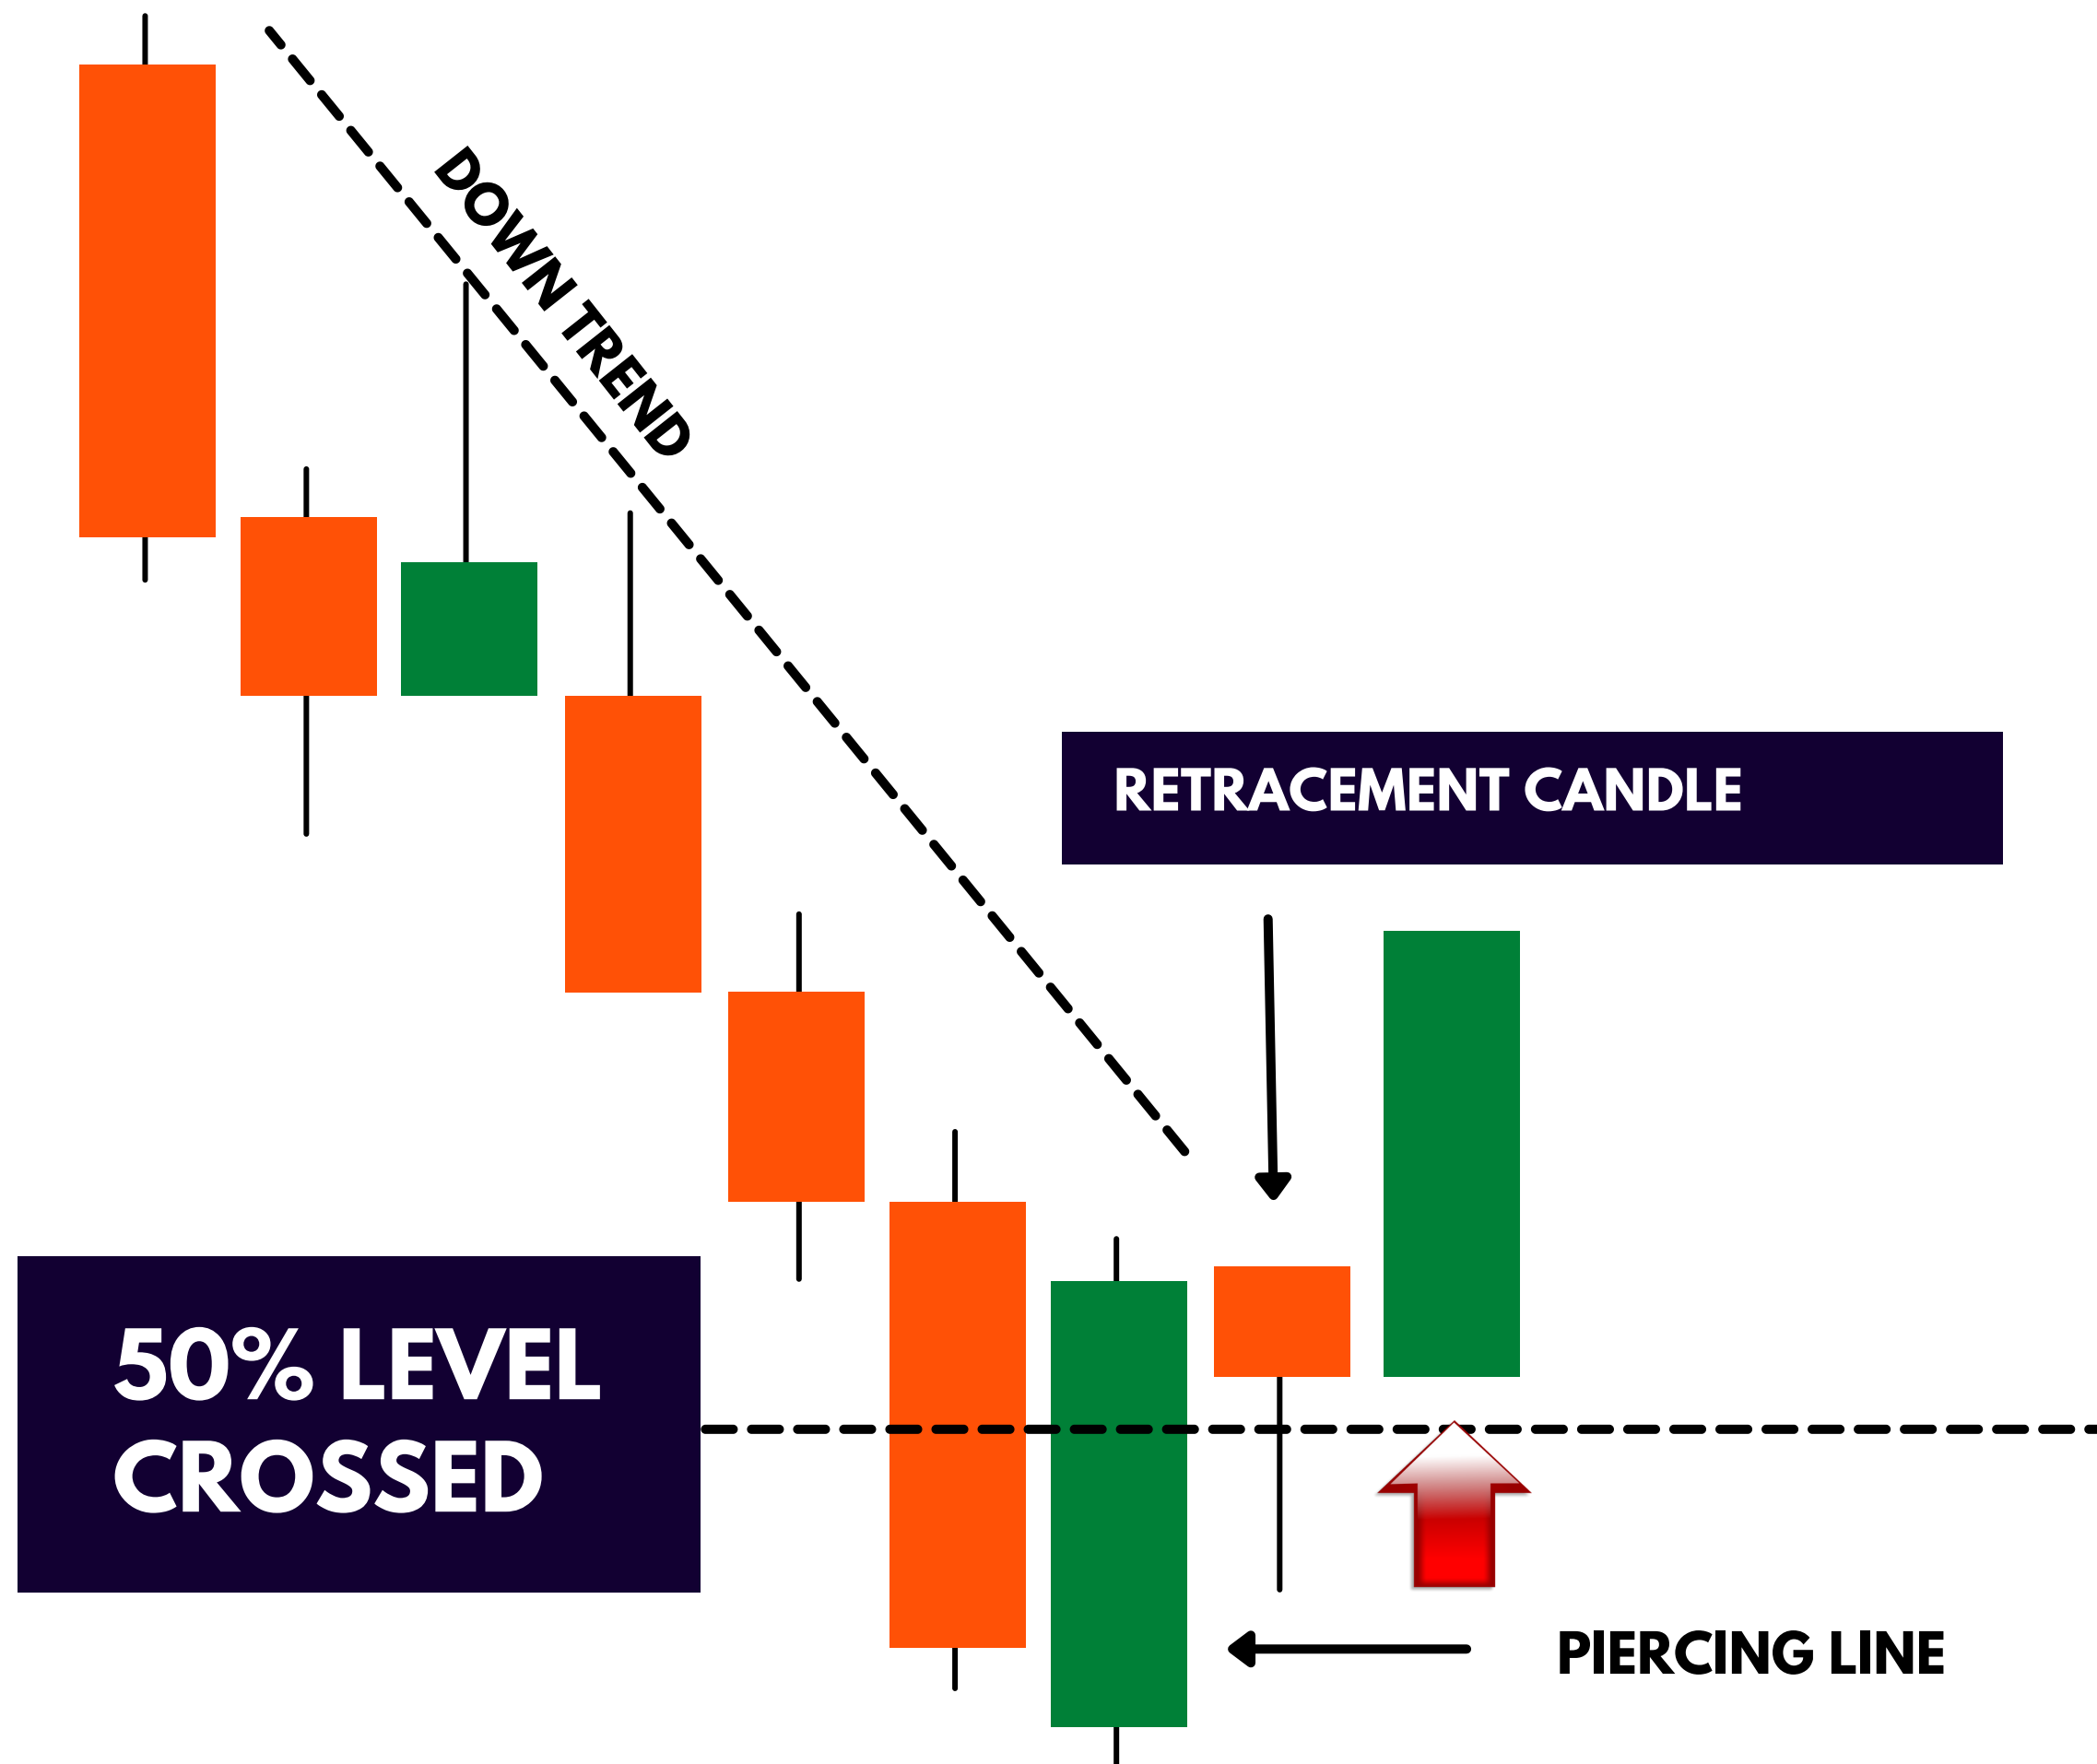 DOWN TREND
RETRACEMENT CANDLE
50% LEVEL
CROSSED
PIERCING LINE